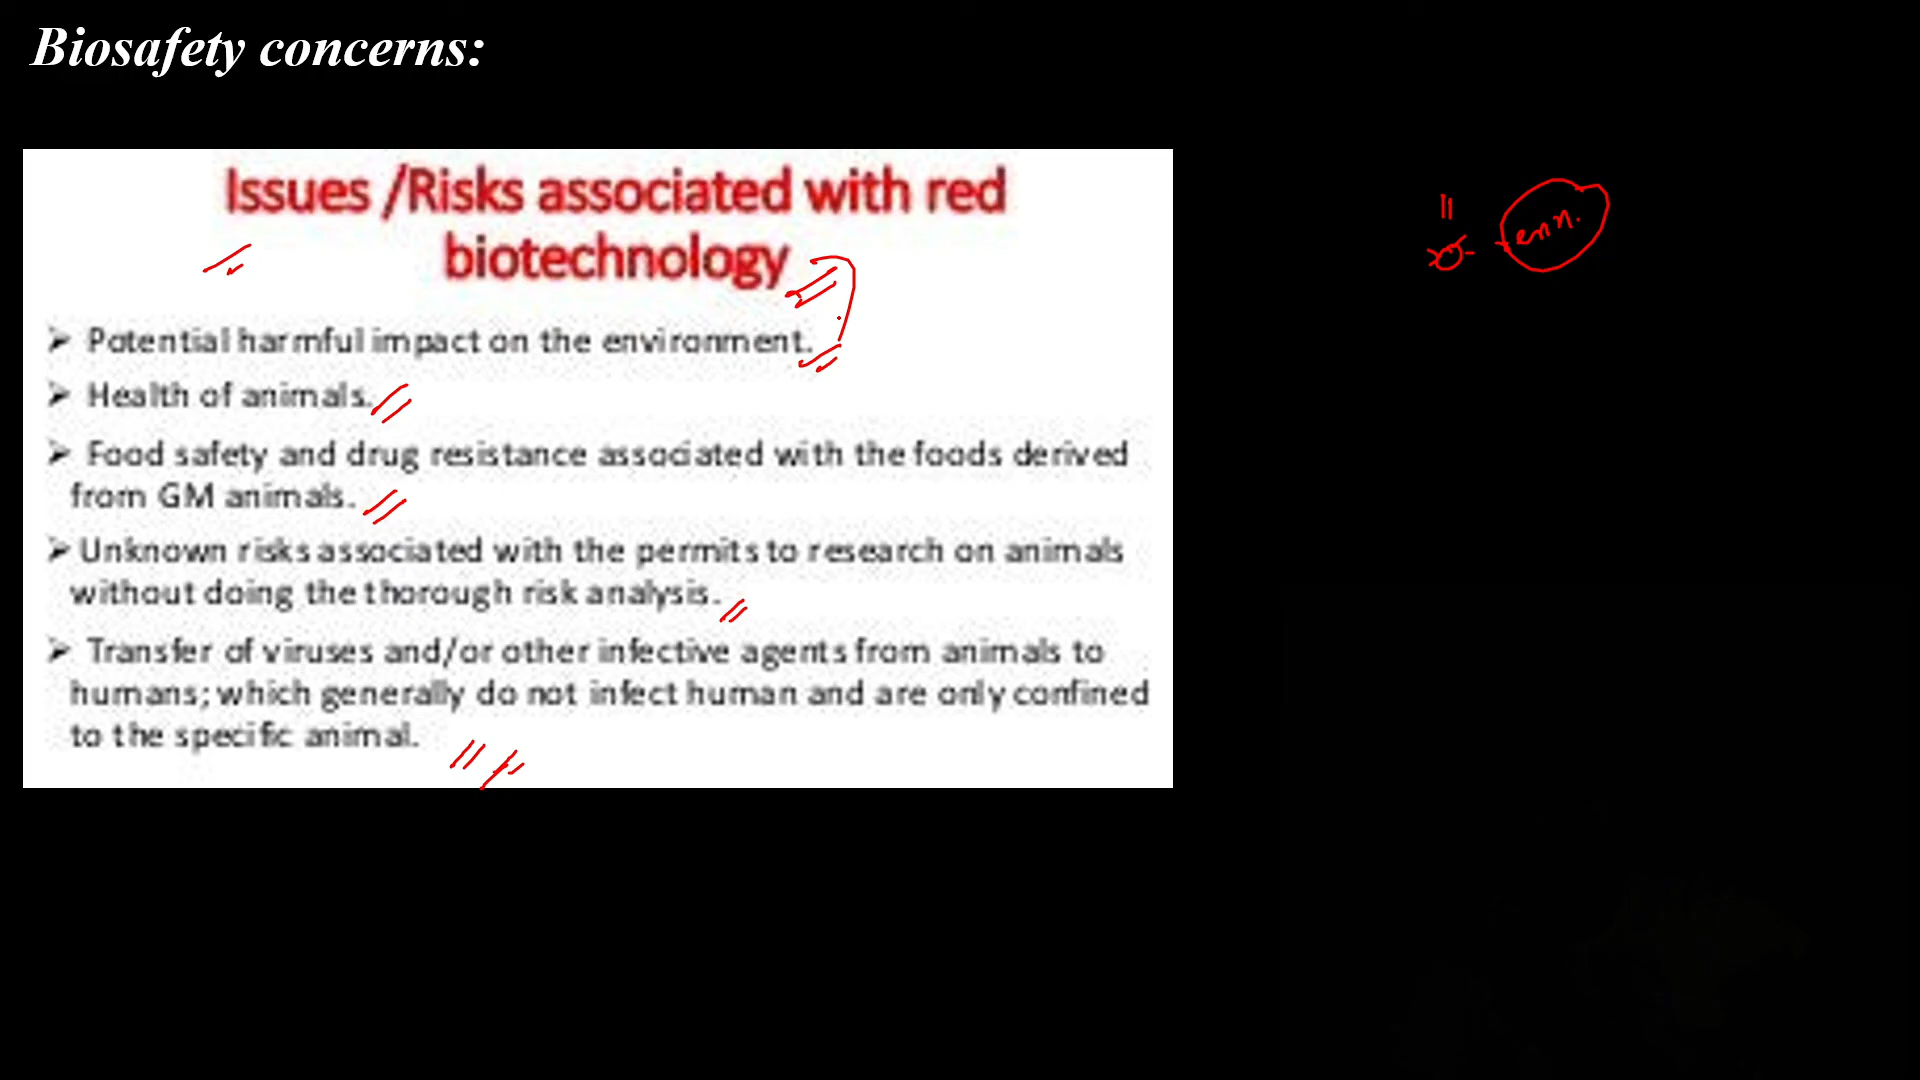 Biosafety concerns:
Issues /Risks associated with red
biotechnology
➢ Potential harmful impact on the environment.
➢ Health of animals.
➢ Food safety and drug resistance associated with the foods derived
from GM animals.
➢ Unknown risks associated with the permits to research on animals
without doing the thorough risk analysis.
➢ Transfer of viruses and/or other infective agents from animals to
humans; which generally do not infect human and are only confined
to the specific animal.